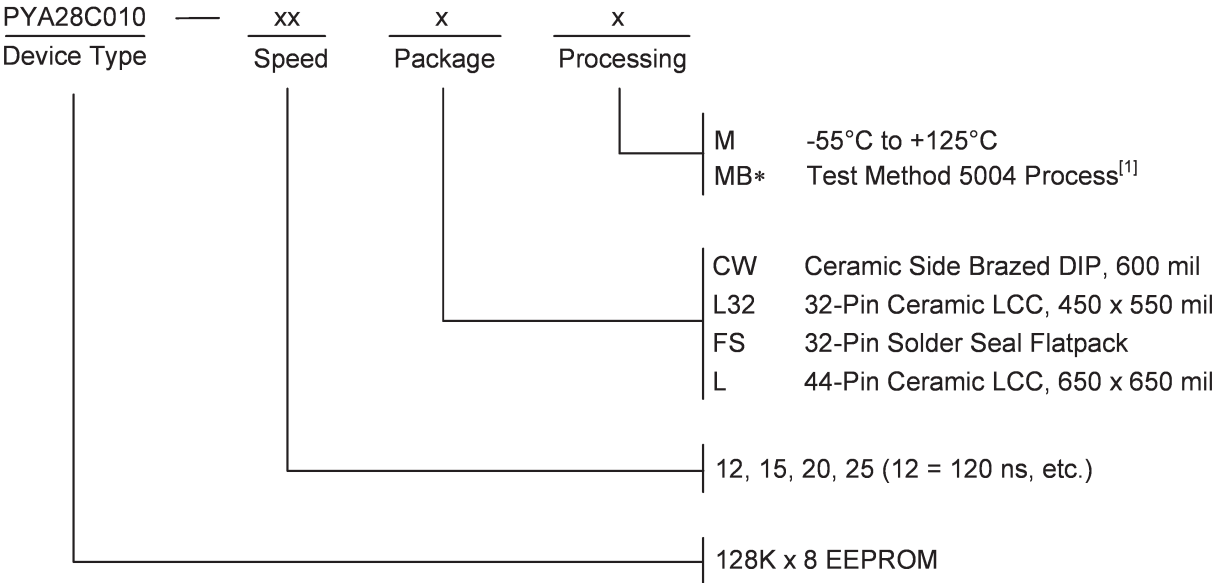 PYA28C010 — xx x x
Device Type Speed Package Processing
M -55°C to +125°C
MB* Test Method 5004 Process[1]
CW Ceramic Side Brazed DIP, 600 mil
L32 32-Pin Ceramic LCC, 450 x 550 mil
FS 32-Pin Solder Seal Flatpack
L 44-Pin Ceramic LCC, 650 x 650 mil
12, 15, 20, 25 (12 = 120 ns, etc.)
128K x 8 EEPROM